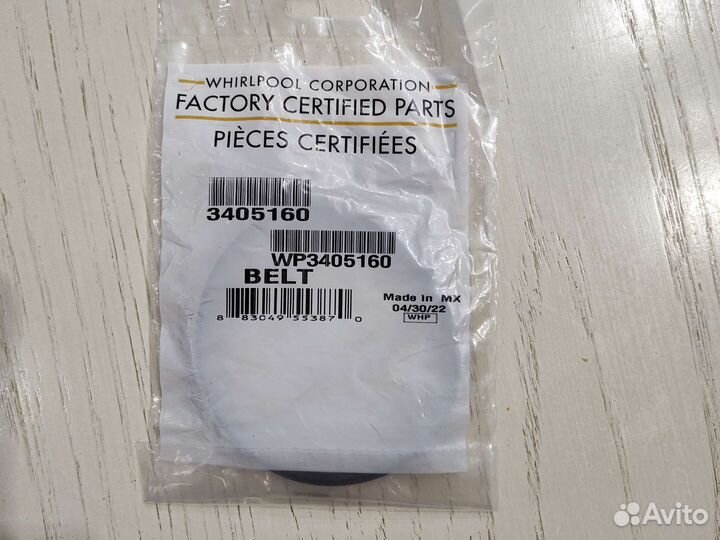 WHIRLPOOL CORPORATION
FACTORY CERTIFIED PARTS
PIÈCES CERTIFIÉES
3405160
WP3405160
BELT
8 83049 55387 0
Made In MX
04/30/22
WHP
Avito